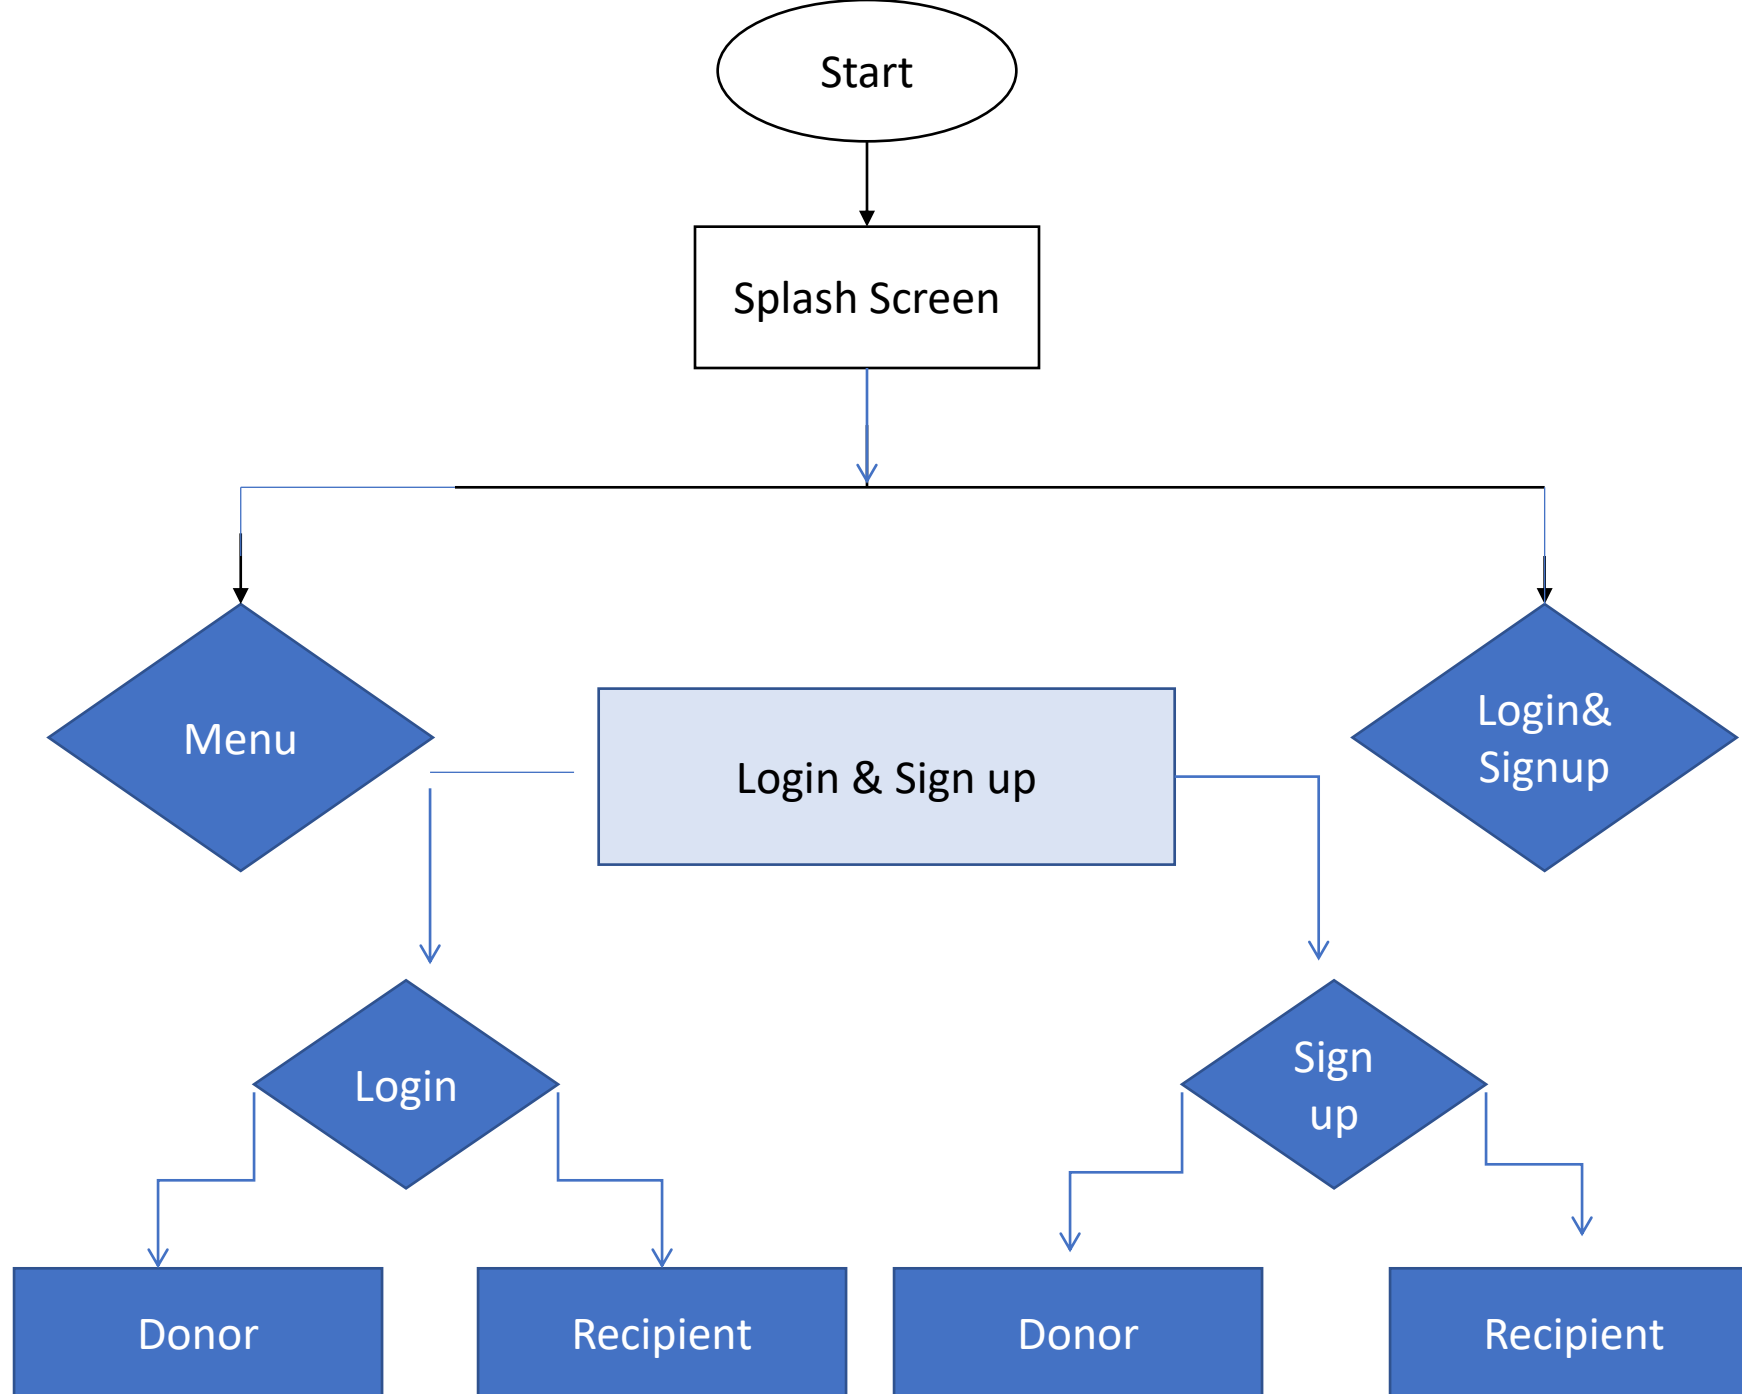 Start
Splash Screen
Menu
Login & Sign up
Login&
Signup
Login
Sign
up
Donor
Recipient
Donor
Recipient